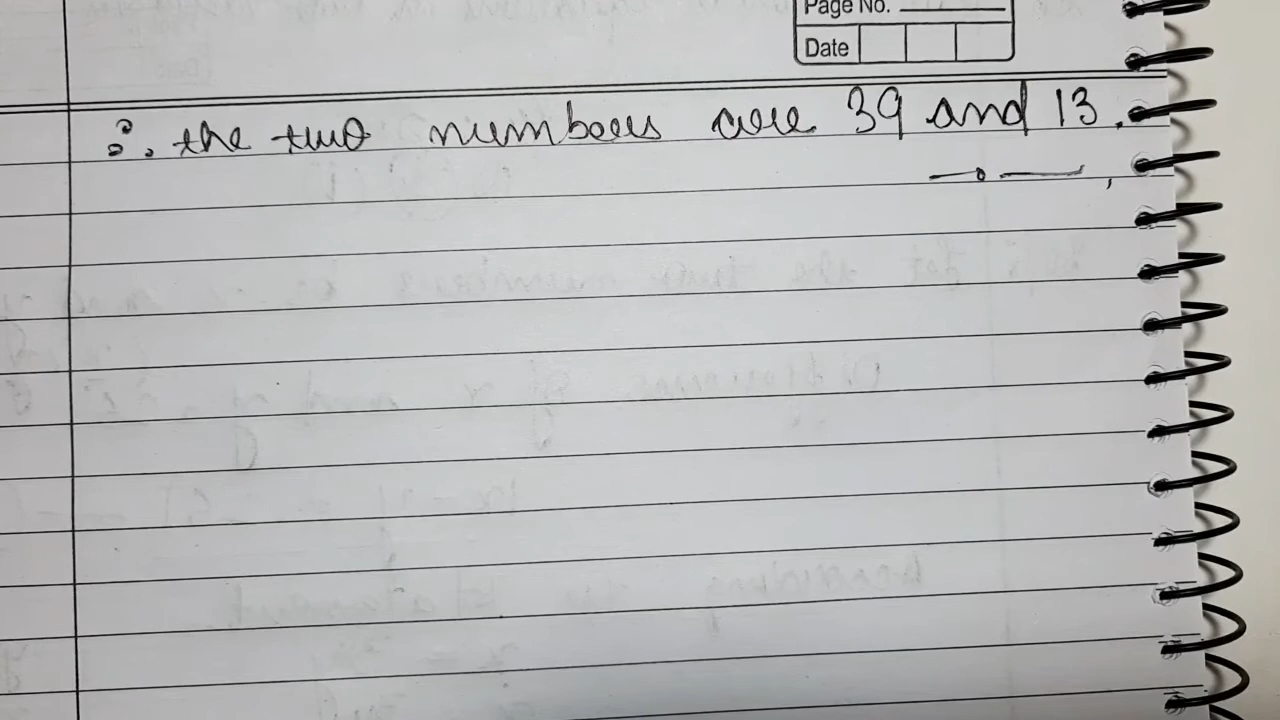 Page No.
Date
∴ the two numbers are 39 and 13.